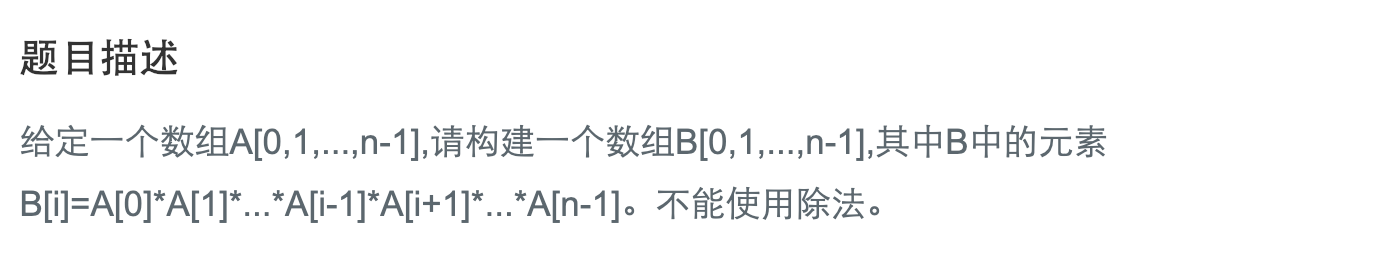 题目描述
给定一个数组A[0,1,...,n-1],请构建一个数组B[0,1,...,n-1],其中B中的元素
B[i]=A[0]*A[1]*...*A[i-1]*A[i+1]*...*A[n-1]。不能使用除法。